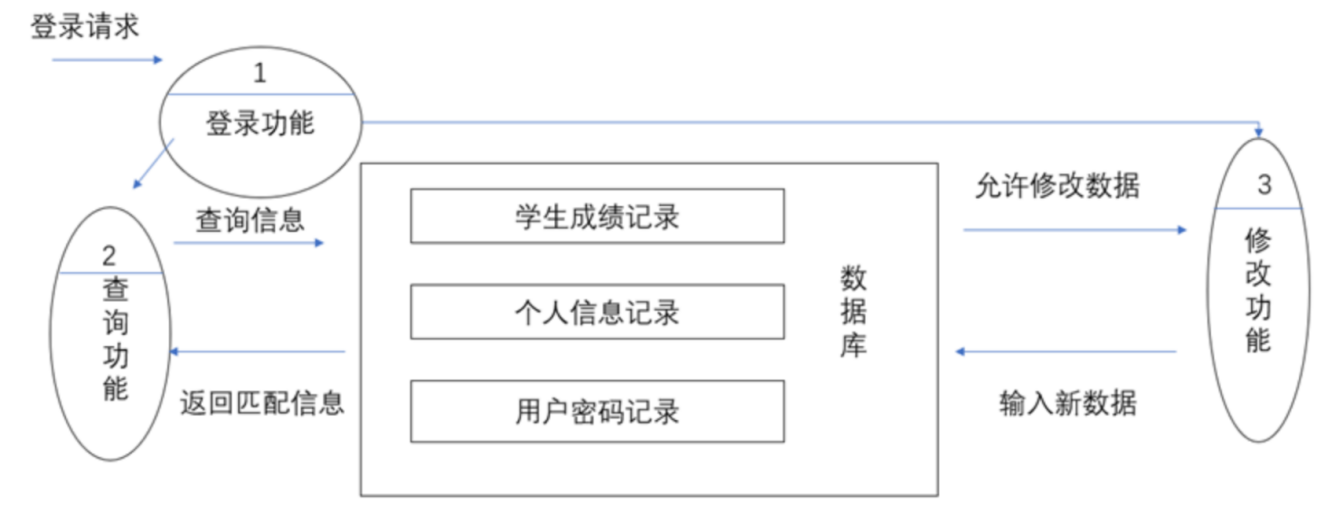 登录请求
1
登录功能
查询信息
2
查询功能
返回匹配信息
学生成绩记录
个人信息记录
用户密码记录
数据库
允许修改数据
输入新数据
3
修改功能